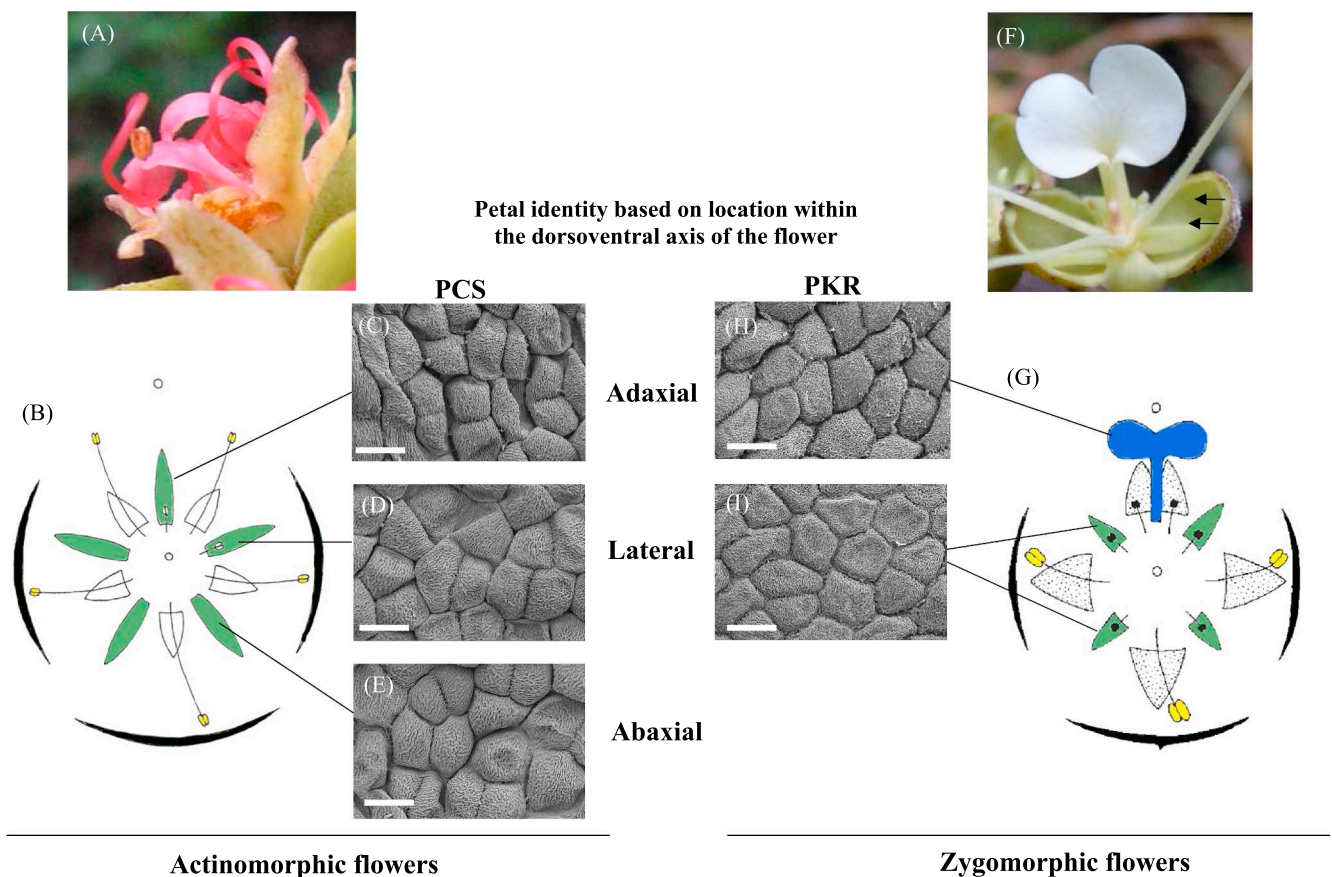 (A)
(F)
Petal identity based on location within
the dorsoventral axis of the flower
PCS
PKR
(C)
(H)
(B)
Adaxial
(G)
(D)
(I)
Lateral
(E)
Abaxial
Actinomorphic flowers
Zygomorphic flowers